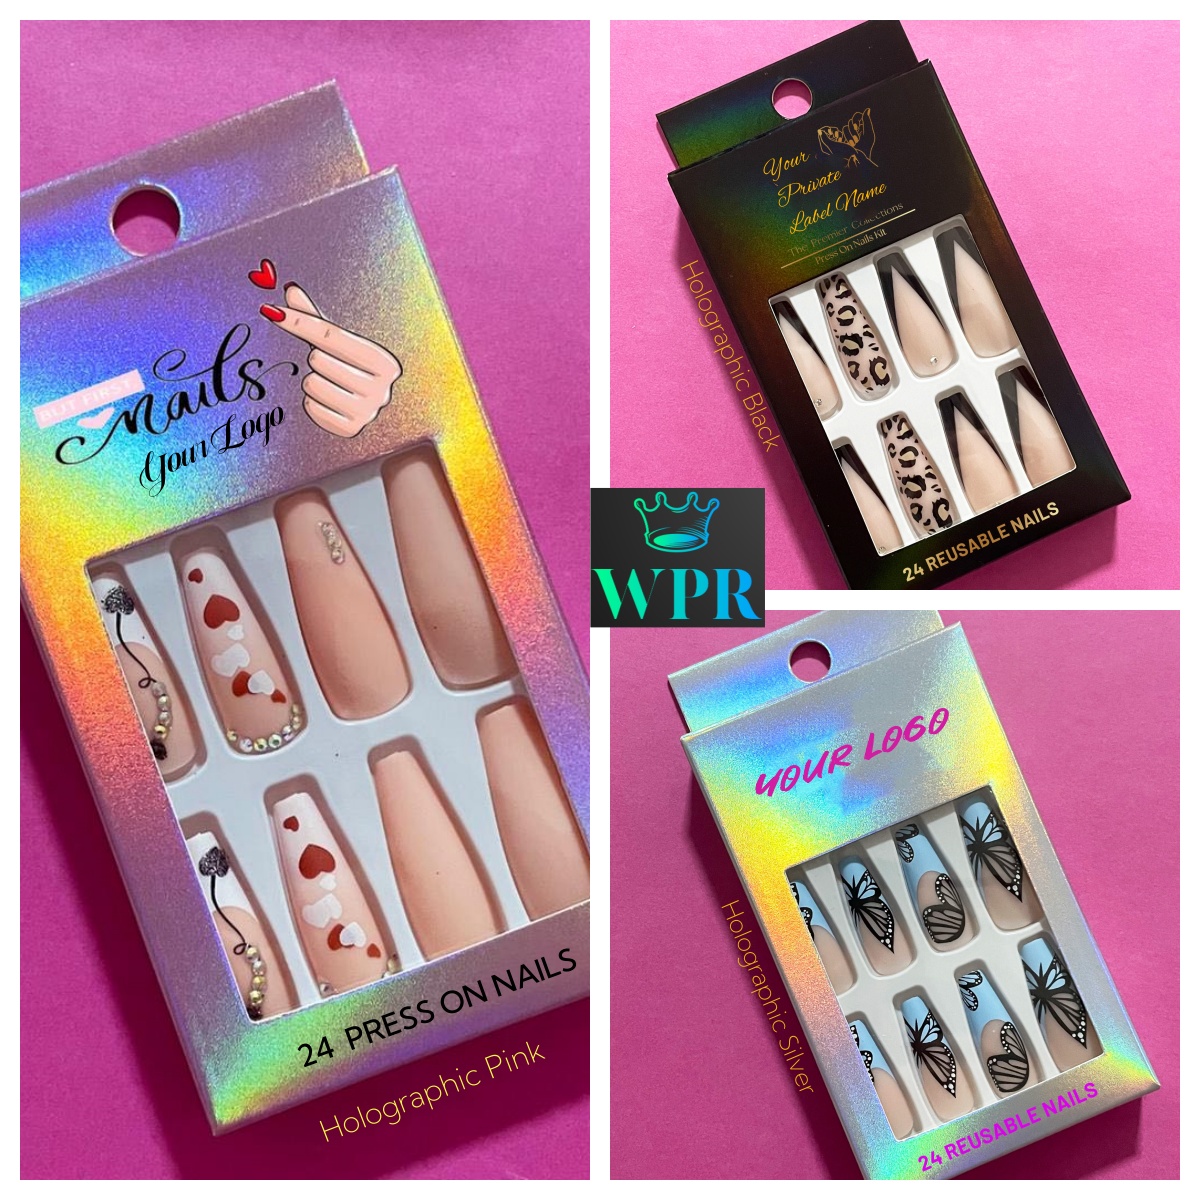 BUT FIRST
nails
Your Logo
24 PRESS ON NAILS
Holographic Pink
Your
Private
Label Name
The Premier Collections
Press On Nails Kit
Holographic Black
24 REUSABLE NAILS
WPR
YOUR LOGO
Holographic Silver
24 REUSABLE NAILS